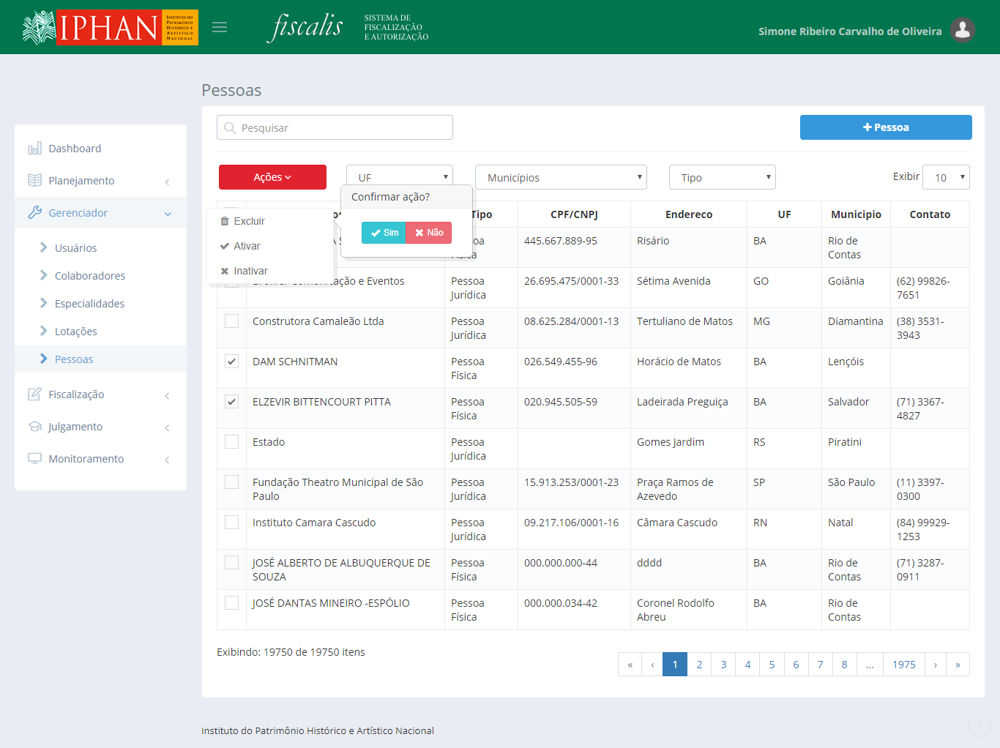 IPHAN
Instituto do
Patrimônio
Histórico e
Artístico
Nacional
fiscalis
SISTEMA DE
FISCALIZAÇÃO
E AUTORIZAÇÃO
Simone Ribeiro Carvalho de Oliveira
Pessoas
Pesquisar
Pessoa
Dashboard
Planejamento
Gerenciador
Usuários
Colaboradores
Especialidades
Lotações
Pessoas
Fiscalização
Julgamento
Monitoramento
Ações
UF
Municípios
Tipo
Exibir 10
Confirmar ação?
Sim
Não
Excluir
Ativar
Inativar
CPF/CNPJ Endereco UF Municipio Contato
445.667.889-95 Risário BA Rio de
Contas
Comunicação e Eventos Pessoa 26.695.475/0001-33 Sétima Avenida GO Goiânia (62) 99826-
Jurídica 7651
Construtora Camaleão Ltda Pessoa 08.625.284/0001-13 Tertuliano de Matos MG Diamantina (38) 3531-
Jurídica 3943
DAM SCHNITMAN Pessoa 026.549.455-96 Horácio de Matos BA Lençóis
Física
ELZEVIR BITTENCOURT PITTA Pessoa 020.945.505-59 Ladeirada Preguiça BA Salvador (71) 3367-
Física 4827
Estado Pessoa Gomes Jardim RS Piratini
Jurídica
Fundação Theatro Municipal de São Pessoa 15.913.253/0001-23 Praça Ramos de SP São Paulo (11) 3397-
Paulo Jurídica Azevedo 0300
Instituto Camara Cascudo Pessoa 09.217.106/0001-16 Câmara Cascudo RN Natal (84) 99929-
Jurídica 1253
JOSÉ ALBERTO DE ALBUQUERQUE DE Pessoa 000.000.000-44 dddd BA Rio de (71) 3287-
SOUZA Física Contas 0911
JOSÉ DANTAS MINEIRO -ESPÓLIO Pessoa 000.000.034-42 Coronel Rodolfo BA Rio de
Física Abreu Contas
Exibindo: 19750 de 19750 itens
« ‹ 1 2 3 4 5 6 7 8 ... 1975 › »
Instituto do Patrimônio Histórico e Artístico Nacional